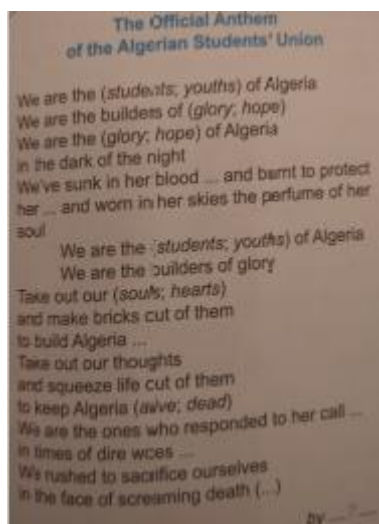 The Official Anthem
of the Algerian Students' Union
We are the (students; youths) of Algeria
We are the builders of (glory; hope)
We are the (glory; hope) of Algeria
in the dark of the night
We've sunk in her blood ... and burnt to protect
her ... and worn in her skies the perfume of her
soul
We are the (students; youths) of Algeria
We are the builders of glory
Take out our (souls; hearts)
and make bricks out of them
to build Algeria ...
Take out our thoughts
and squeeze life out of them
to keep Algeria (alive; dead)
We are the ones who responded to her call ...
in times of dire woes ...
We rushed to sacrifice ourselves
in the face of screaming death (...)
by ...?...